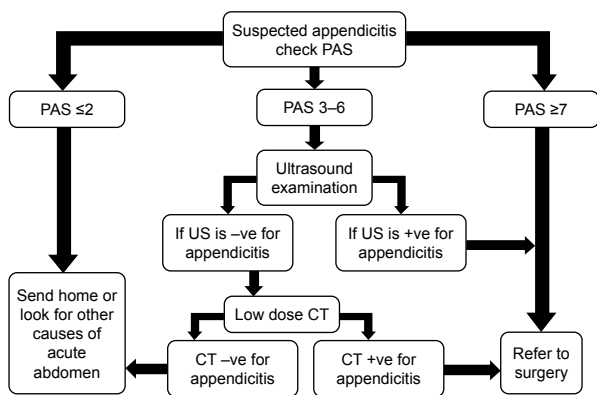 Suspected appendicitis
check PAS
PAS ≤2
PAS 3–6
PAS ≥7
Ultrasound
examination
If US is –ve for
appendicitis
If US is +ve for
appendicitis
Send home or
look for other
causes of
acute
abdomen
Low dose CT
CT –ve for
appendicitis
CT +ve for
appendicitis
Refer to
surgery